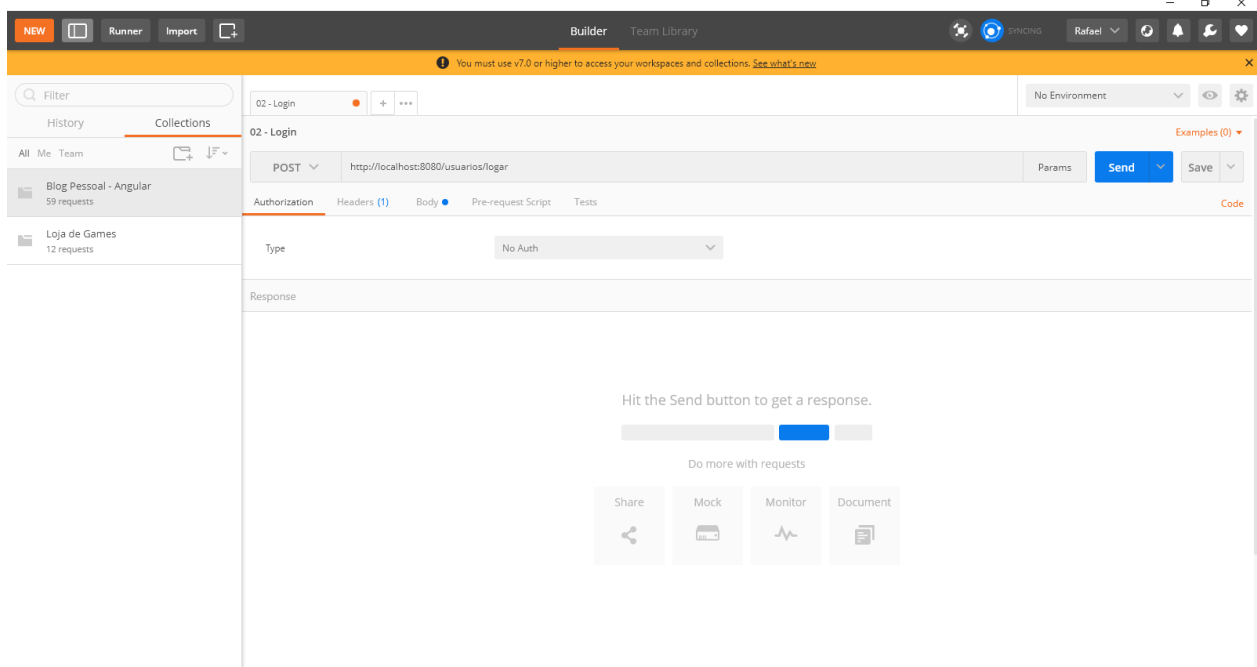 NEW Runner Import Builder Team Library SYNCING Rafael
You must use v7.0 or higher to access your workspaces and collections. See what's new
Filter
History Collections
All Me Team
Blog Pessoal - Angular
59 requests
Loja de Games
12 requests
02 - Login + ••• No Environment
02 - Login Examples (0)
POST http://localhost:8080/usuarios/logar Params Send Save
Authorization Headers (1) Body Pre-request Script Tests Code
Type No Auth
Response
Hit the Send button to get a response.
Do more with requests
Share Mock Monitor Document